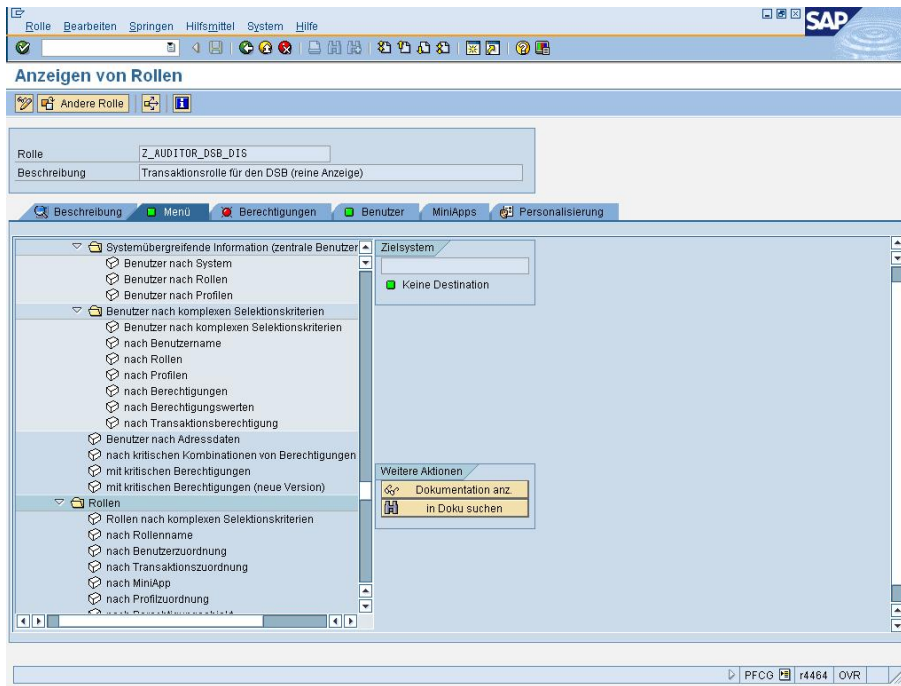 Rolle Bearbeiten Springen Hilfsmittel System Hilfe
SAP
Anzeigen von Rollen
Andere Rolle
Rolle Z_AUDITOR_DSB_DIS
Beschreibung Transaktionsrolle für den DSB (reine Anzeige)
Beschreibung Menü Berechtigungen Benutzer MiniApps Personalisierung
Systemübergreifende Information (zentrale Benutzer
Benutzer nach System
Benutzer nach Rollen
Benutzer nach Profilen
Benutzer nach komplexen Selektionskriterien
Benutzer nach komplexen Selektionskriterien
nach Benutzername
nach Rollen
nach Profilen
nach Berechtigungen
nach Berechtigungswerten
nach Transaktionsberechtigung
Benutzer nach Adressdaten
nach kritischen Kombinationen von Berechtigungen
mit kritischen Berechtigungen
mit kritischen Berechtigungen (neue Version)
Rollen
Rollen nach komplexen Selektionskriterien
nach Rollenname
nach Benutzerzuordnung
nach Transaktionszuordnung
nach MiniApp
nach Profilzuordnung
Zielsystem
Keine Destination
Weitere Aktionen
Dokumentation anz.
in Doku suchen
PFCG r4464 OVR